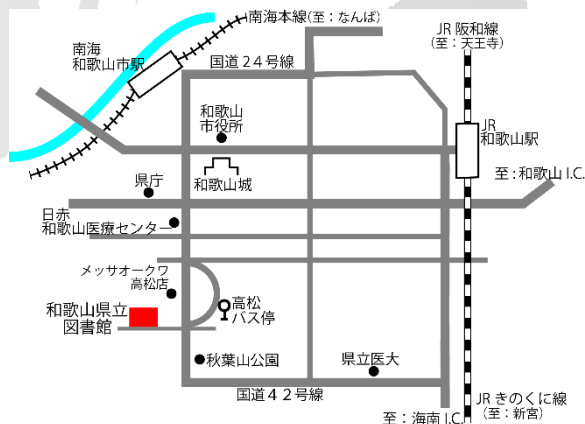 南海本線(至：なんば)
JR 阪和線
(至：天王寺)
南海
和歌山市駅
国道２４号線
和歌山
市役所
JR
和歌山駅
和歌山城
至：和歌山 I.C.
県庁
日赤
和歌山医療センター
メッサオークワ
高松店
高松
バス停
和歌山県立
図書館
秋葉山公園
県立医大
国道４２号線
JR きのくに線
(至：新宮)
至：海南 I.C.